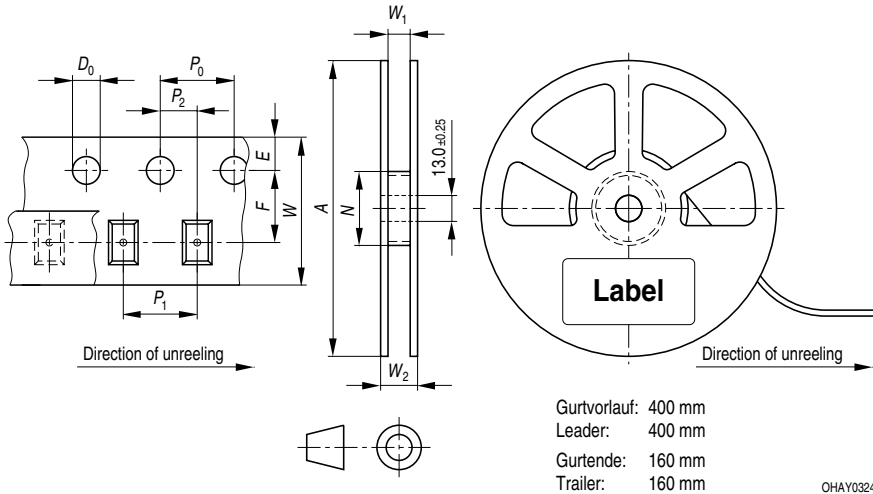 W1
D0
P0
P2
E
F
W
A
N
13.0 ±0.25
Label
P1
W2
Direction of unreeling
Direction of unreeling
Gurtvorlauf: 400 mm
Leader: 400 mm
Gurtende: 160 mm
Trailer: 160 mm
OHAY0324